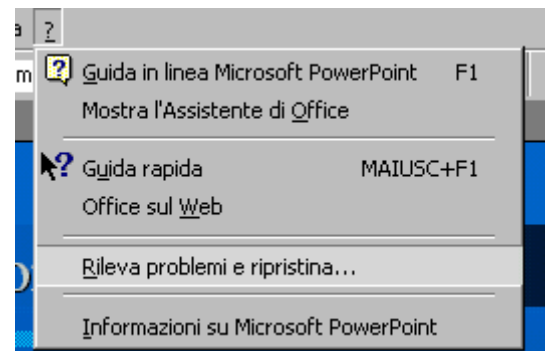 ?
Guida in linea Microsoft PowerPoint F1
Mostra l'Assistente di Office
Guida rapida MAIUSC+F1
Office sul Web
Rileva problemi e ripristina...
Informazioni su Microsoft PowerPoint